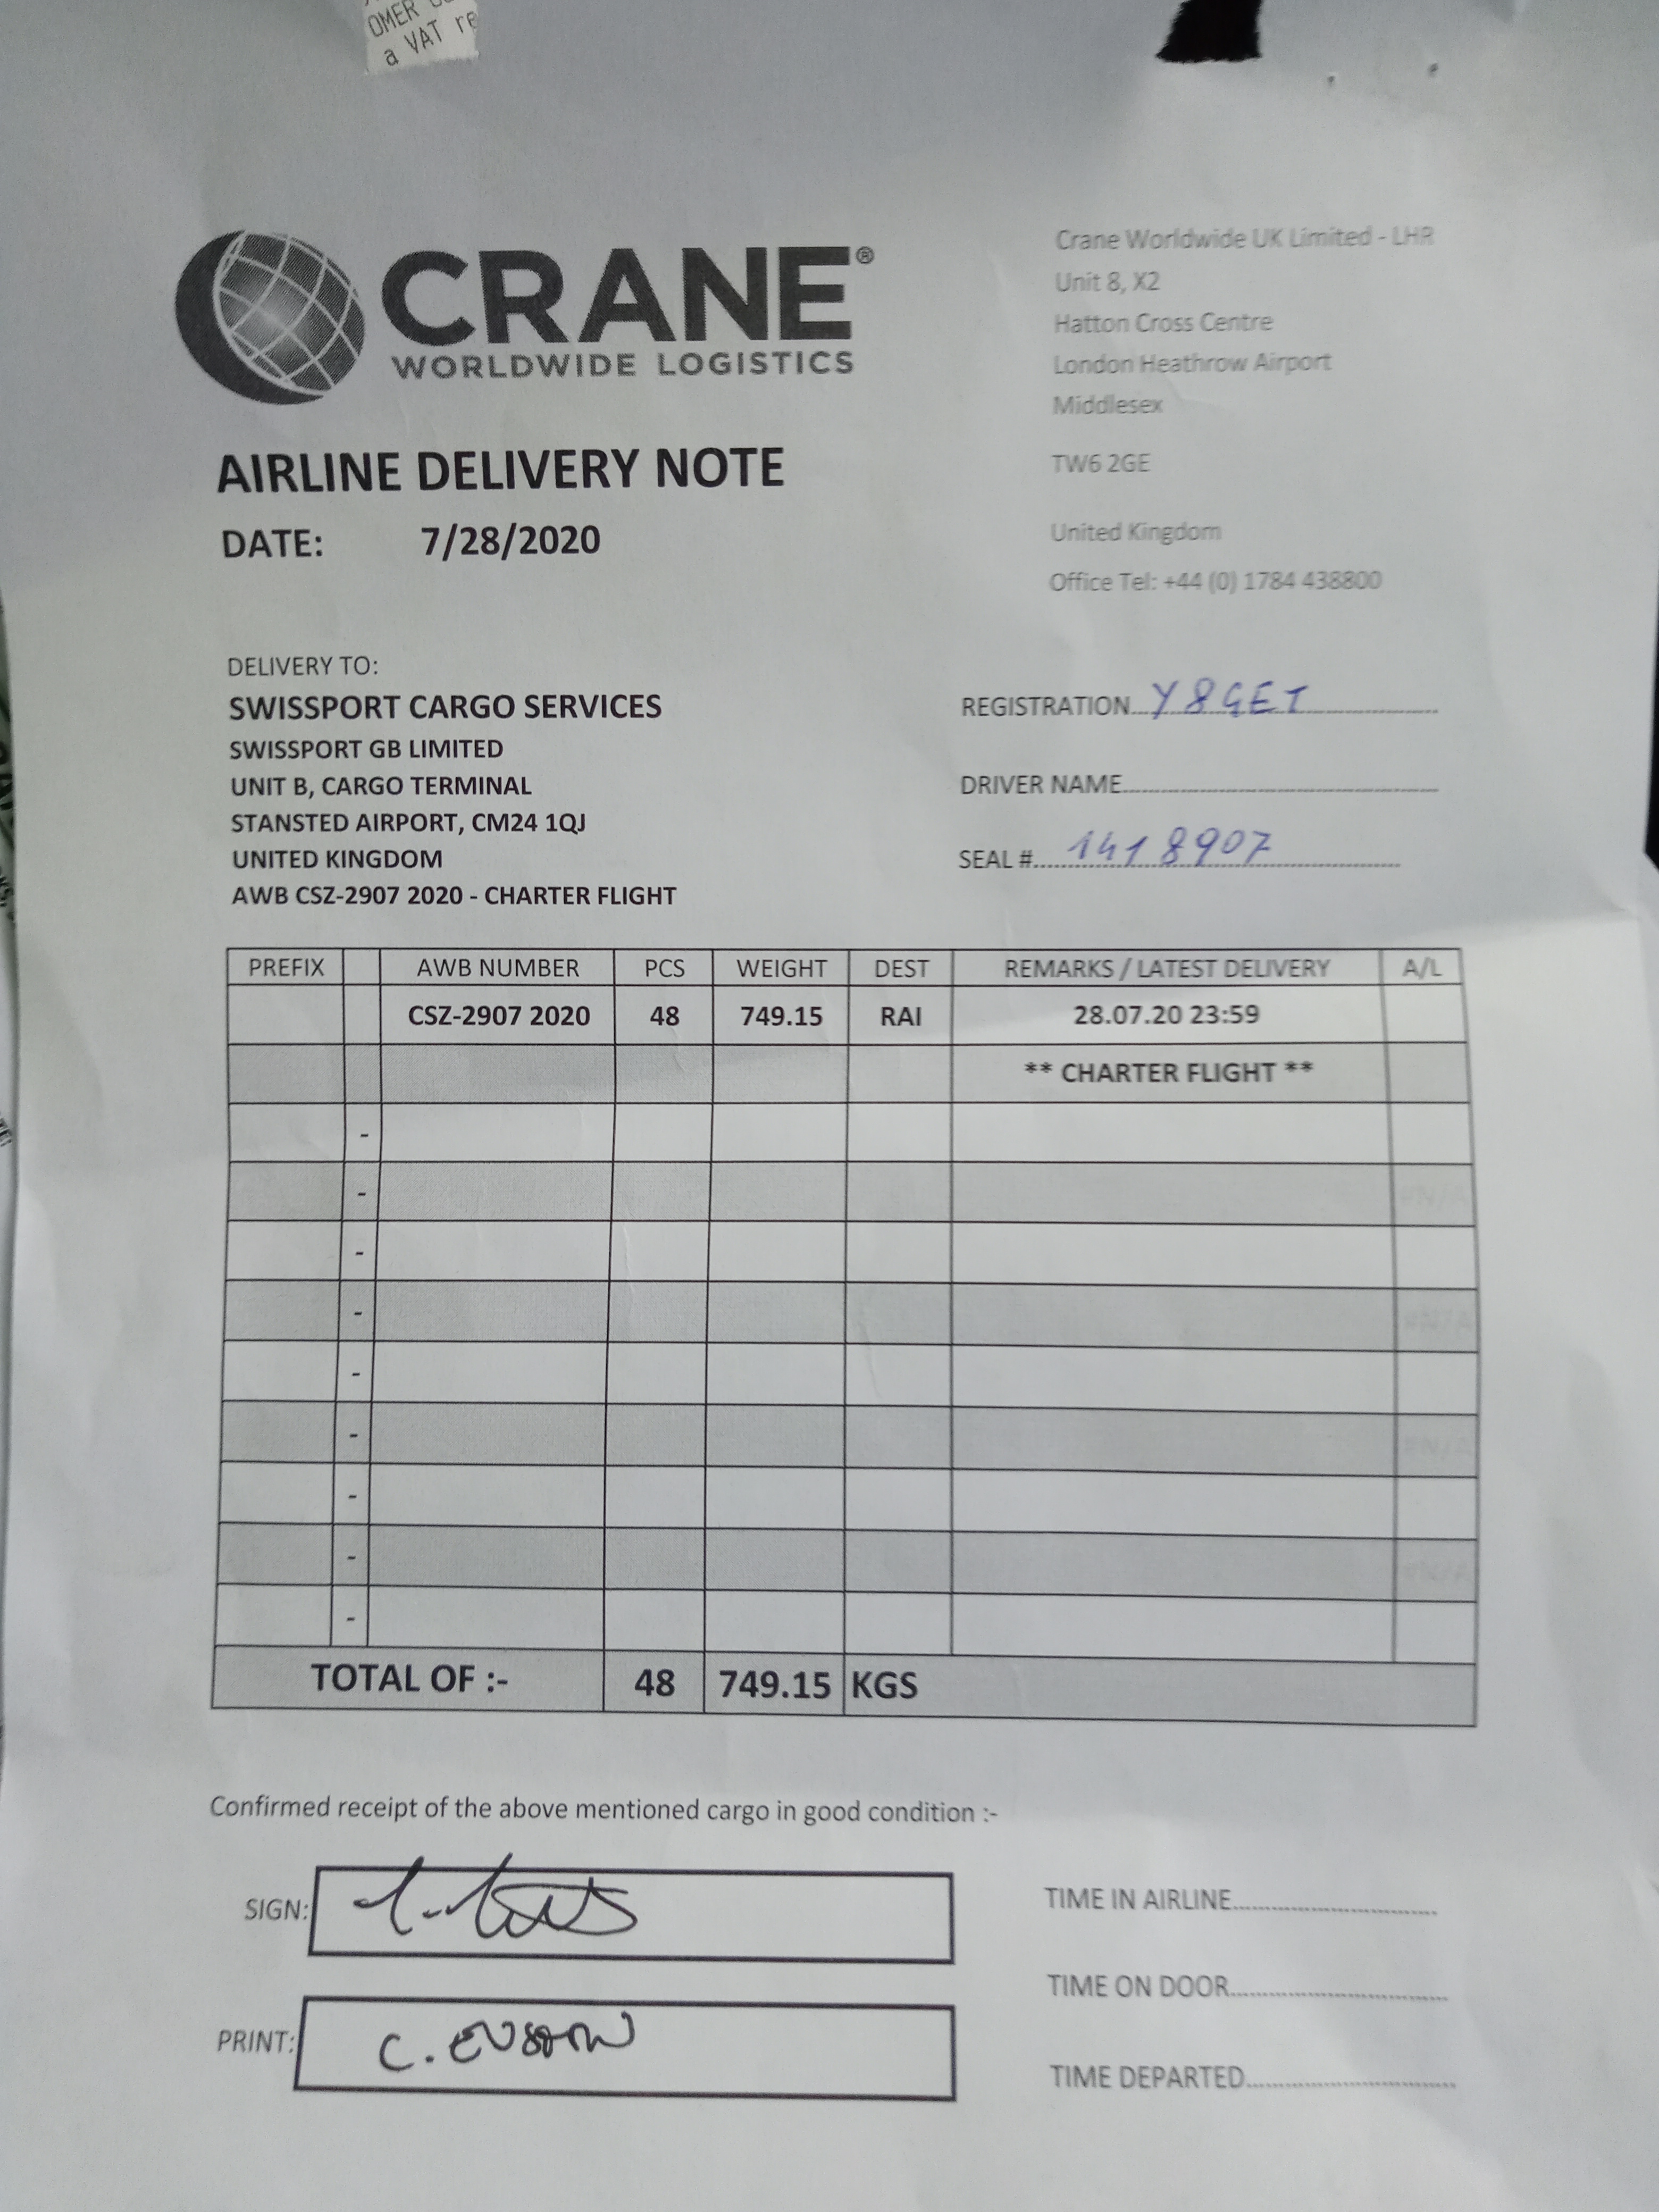 OMER
a VAT re
CRANE®
WORLDWIDE LOGISTICS
Crane Worldwide UK Limited - LHR
Unit 8, X2
Hatton Cross Centre
London Heathrow Airport
Middlesex
TW6 2GE
United Kingdom
Office Tel: +44 (0) 1784 438800
AIRLINE DELIVERY NOTE
DATE: 7/28/2020
DELIVERY TO:
SWISSPORT CARGO SERVICES
SWISSPORT GB LIMITED
UNIT B, CARGO TERMINAL
STANSTED AIRPORT, CM24 1QJ
UNITED KINGDOM
AWB CSZ-2907 2020 - CHARTER FLIGHT
REGISTRATION Y8GET
DRIVER NAME
SEAL # 1418907
PREFIX AWB NUMBER PCS WEIGHT DEST REMARKS / LATEST DELIVERY A/L
CSZ-2907 2020 48 749.15 RAI 28.07.20 23:59
** CHARTER FLIGHT **
-
-
-
-
-
-
-
-
-
TOTAL OF :- 48 749.15 KGS
Confirmed receipt of the above mentioned cargo in good condition :-
SIGN:
PRINT: C.
TIME IN AIRLINE
TIME ON DOOR
TIME DEPARTED